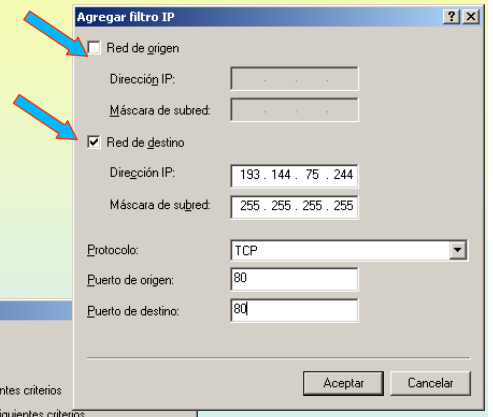 Agregar filtro IP
Red de origen
Dirección IP:
Máscara de subred:
Red de destino
Dirección IP: 193 . 144 . 75 . 244
Máscara de subred: 255 . 255 . 255 . 255
Protocolo: TCP
Puerto de origen: 80
Puerto de destino: 80
Aceptar Cancelar
ntes criterios
iguientes criterios